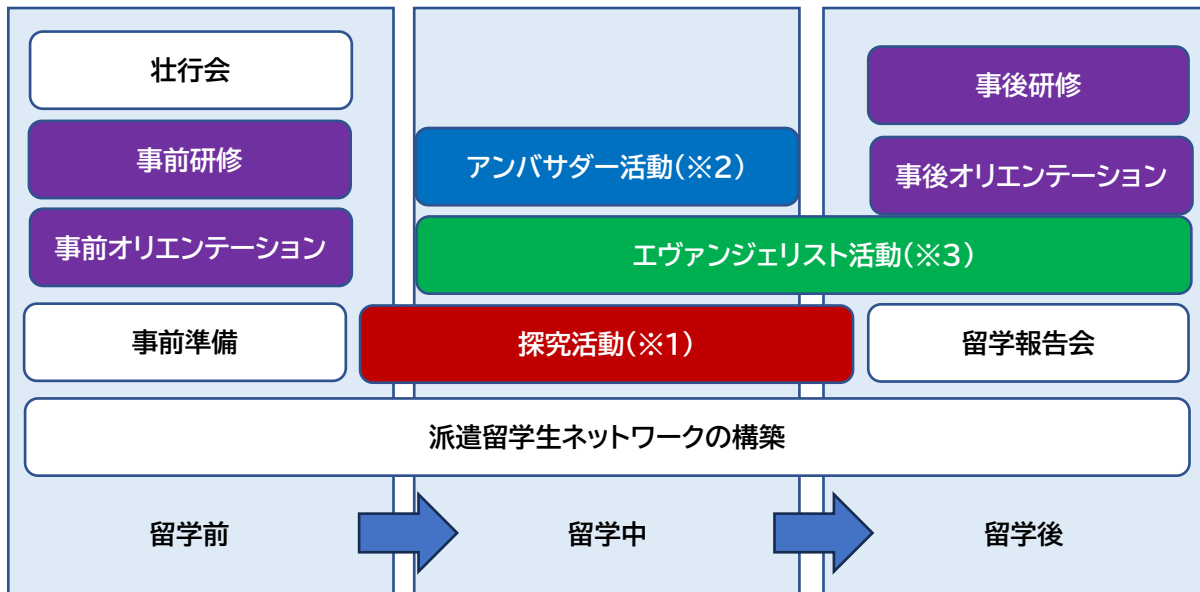 壮行会
事前研修
事前オリエンテーション
事前準備
アンバサダー活動(※2)
エヴァンジェリスト活動(※3)
探究活動(※1)
事後研修
事後オリエンテーション
留学報告会
派遣留学生ネットワークの構築
留学前
留学中
留学後